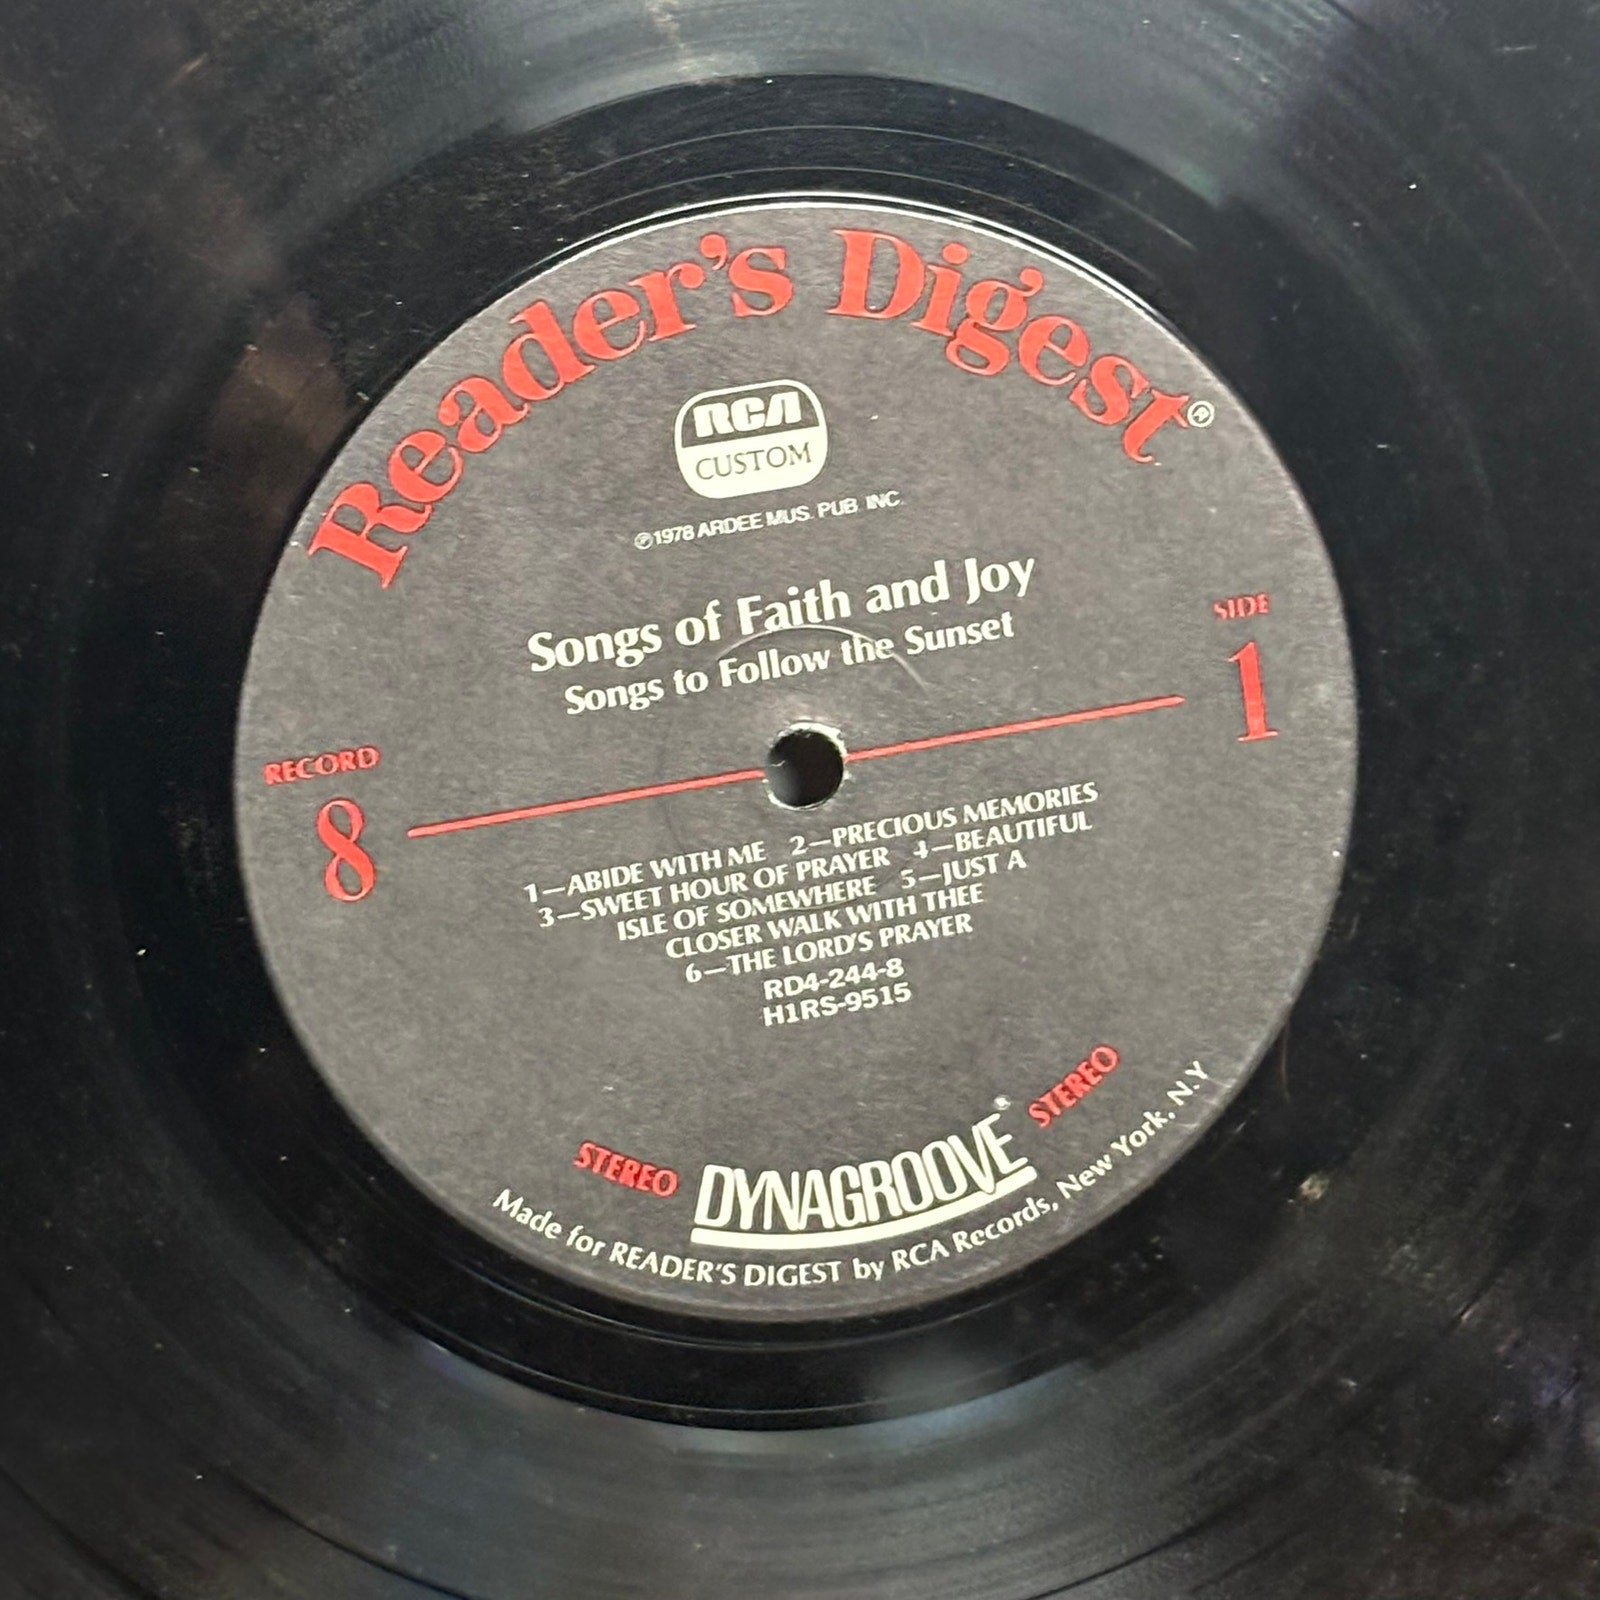 Reader's Digest®
RCA
CUSTOM
℗1978 ARDEE MUS. PUB. INC.
Songs of Faith and Joy
Songs to Follow the Sunset
SIDE
1
RECORD
8
1—ABIDE WITH ME 2—PRECIOUS MEMORIES
3—SWEET HOUR OF PRAYER 4—BEAUTIFUL
ISLE OF SOMEWHERE 5—JUST A
CLOSER WALK WITH THEE
6—THE LORD'S PRAYER
RD4-244-8
H1RS-9515
STEREO DYNAGROOVE® STEREO
Made for READER'S DIGEST by RCA Records, New York, N.Y